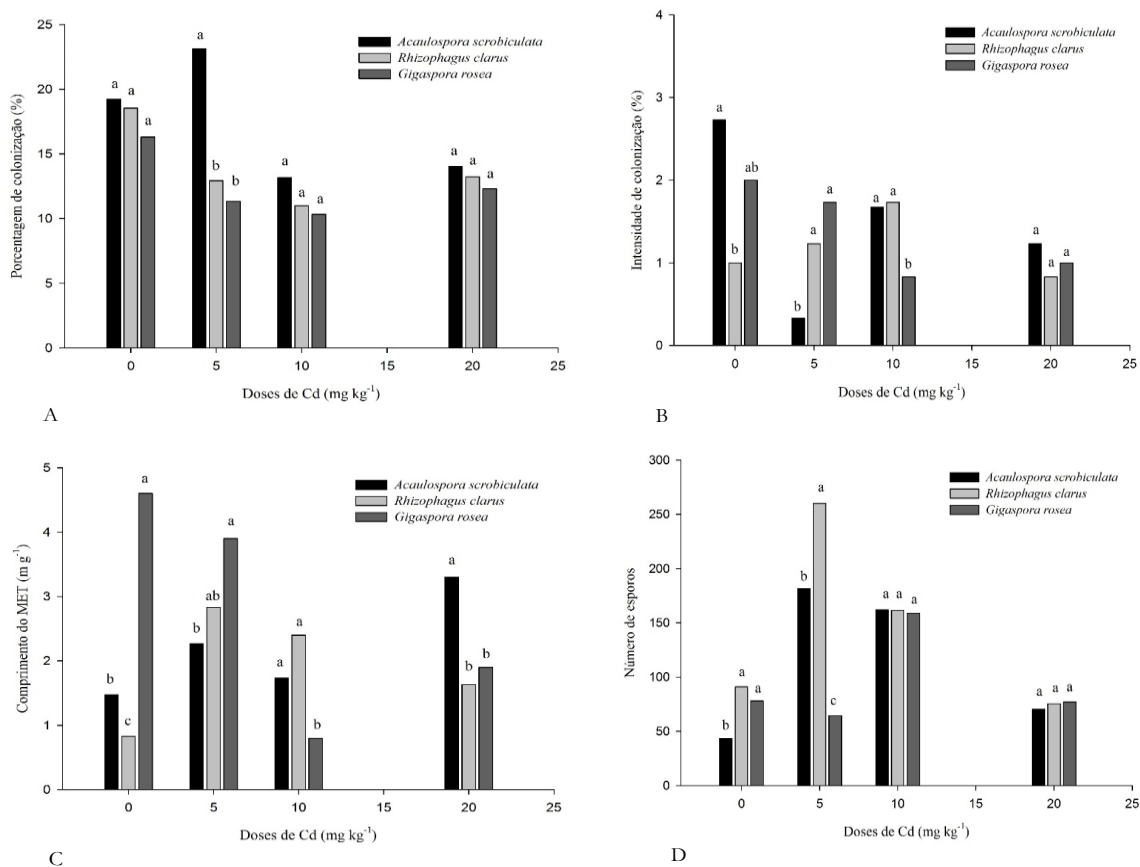 25
20
15
10
5
0
Porcentagem de colonização (%)
Acaulospora scrobiculata
Rhizophagus clarus
Gigaspora rosea
a a a
a b b
a a a
a a a
0 5 10 15 20 25
Doses de Cd (mg kg⁻¹)
A
4
3
2
1
0
Intensidade de colonização (%)
Acaulospora scrobiculata
Rhizophagus clarus
Gigaspora rosea
a b ab
b a a
a a b
a a a
0 5 10 15 20 25
Doses de Cd (mg kg⁻¹)
B
5
4
3
2
1
0
Comprimento do MET (m g⁻¹)
Acaulospora scrobiculata
Rhizophagus clarus
Gigaspora rosea
b c a
b ab a
a a b
a b b
0 5 10 15 20 25
Doses de Cd (mg kg⁻¹)
C
300
250
200
150
100
50
0
Número de esporos
Acaulospora scrobiculata
Rhizophagus clarus
Gigaspora rosea
b a a
b a c
a a a
a a a
0 5 10 15 20 25
Doses de Cd (mg kg⁻¹)
D